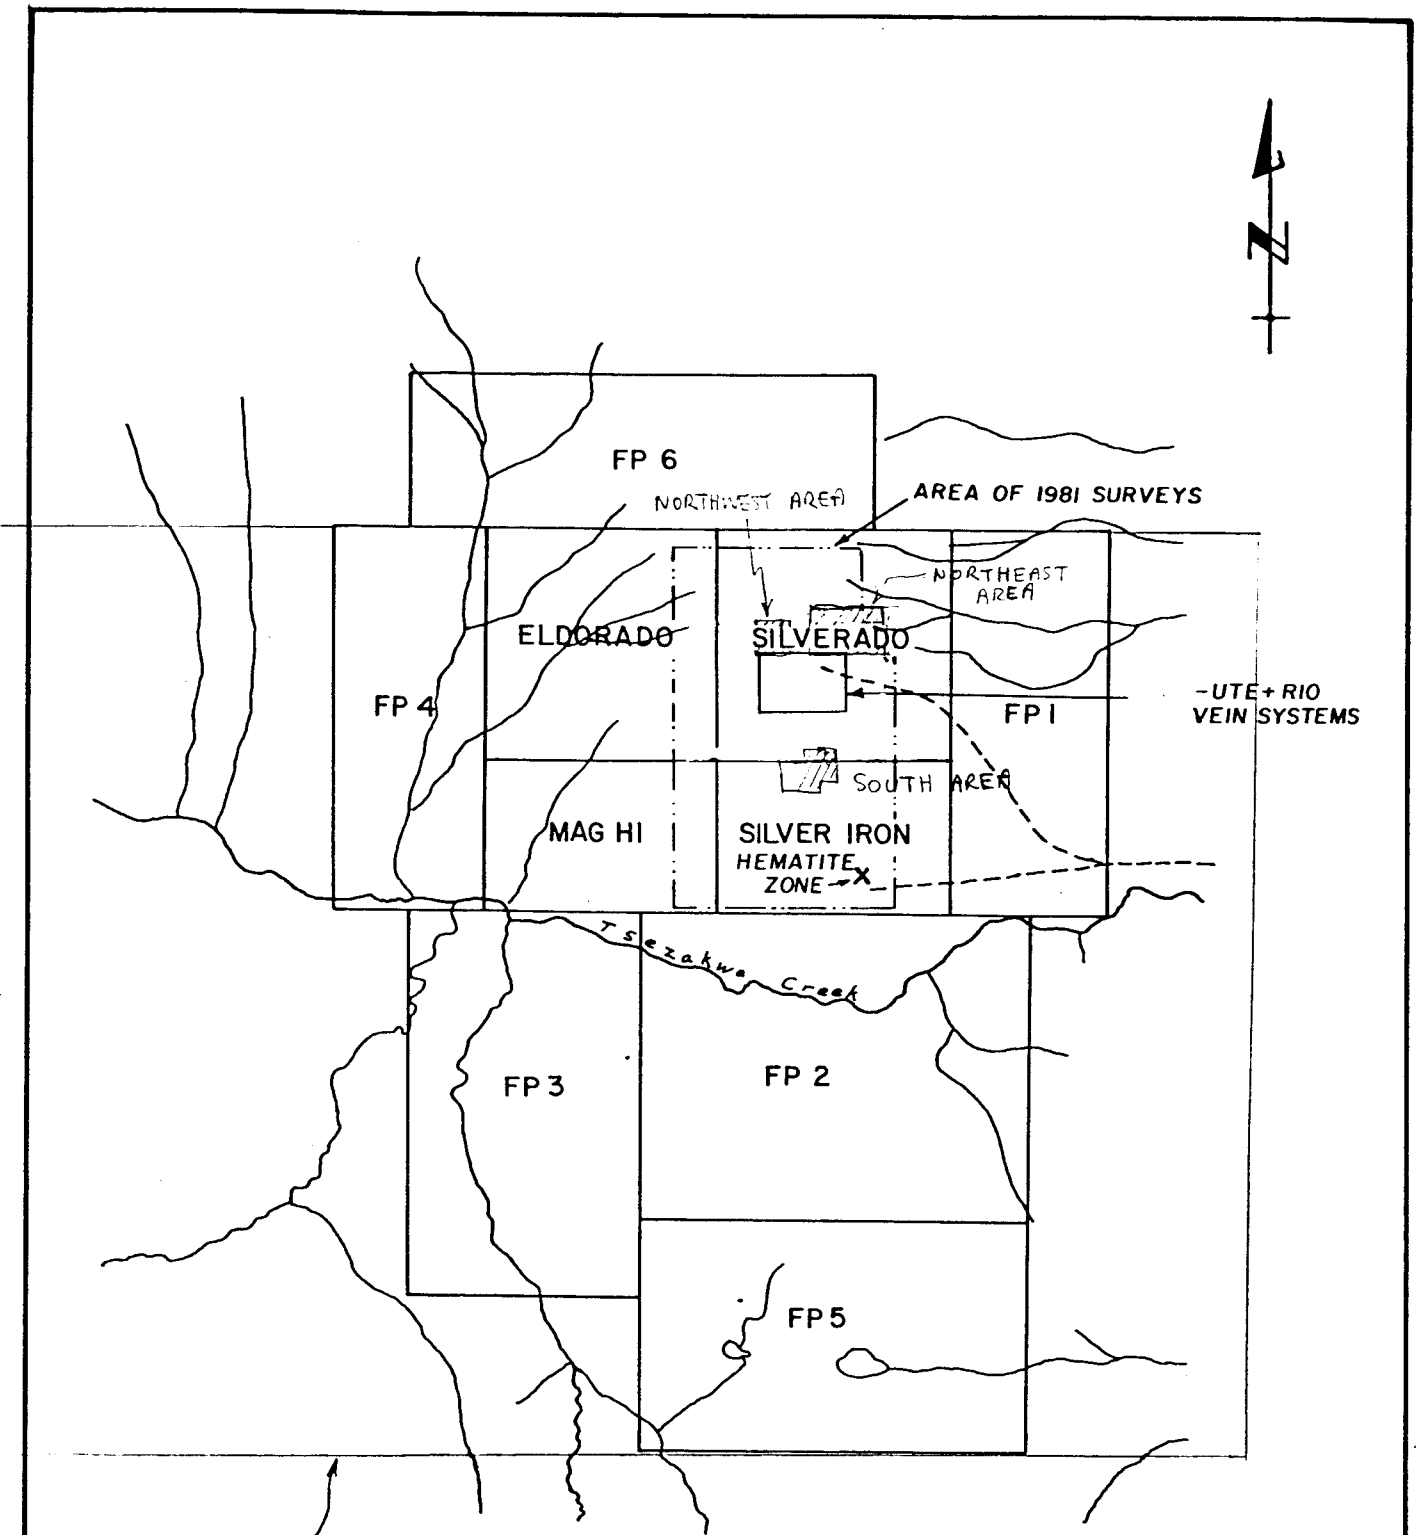 N
FP 6
NORTHWEST AREA
AREA OF 1981 SURVEYS
NORTHEAST
AREA
ELDORADO
SILVERADO
FP 4
FP 1
-UTE + RIO
VEIN SYSTEMS
SOUTH AREA
MAG HI
SILVER IRON
HEMATITE
ZONE
X
Tsezakwe Creek
FP 3
FP 2
FP 5